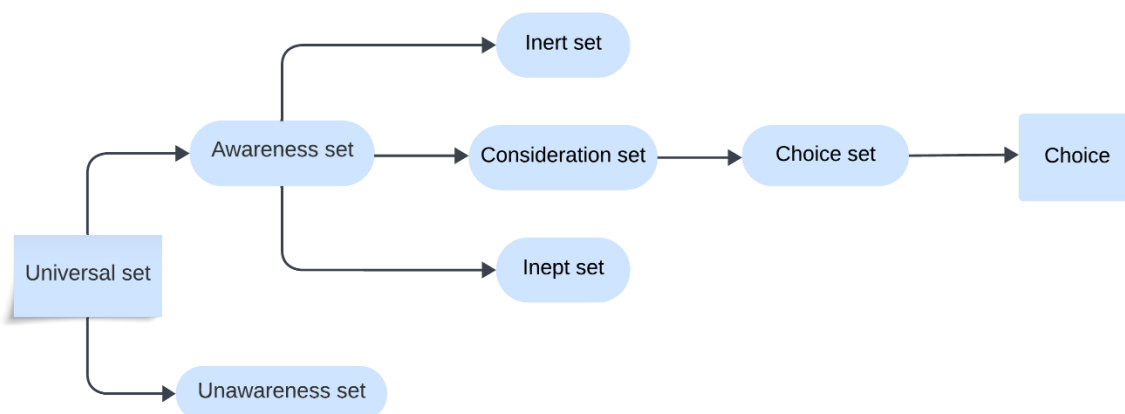 Inert set
Awareness set
Consideration set
Choice set
Choice
Universal set
Inept set
Unawareness set